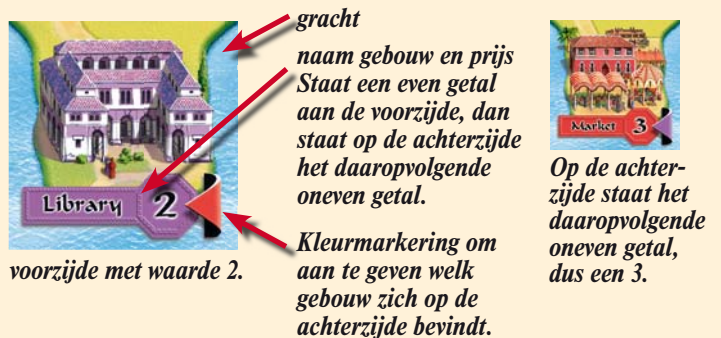 gracht
naam gebouw en prijs
Staat een even getal
aan de voorzijde, dan
staat op de achterzijde
het daaropvolgende
oneven getal.
Library 2
voorzijde met waarde 2.
Kleurmarkering om
aan te geven welk
gebouw zich op de
achterzijde bevindt.
Market 3
Op de achter-
zijde staat het
daaropvolgende
oneven getal,
dus een 3.